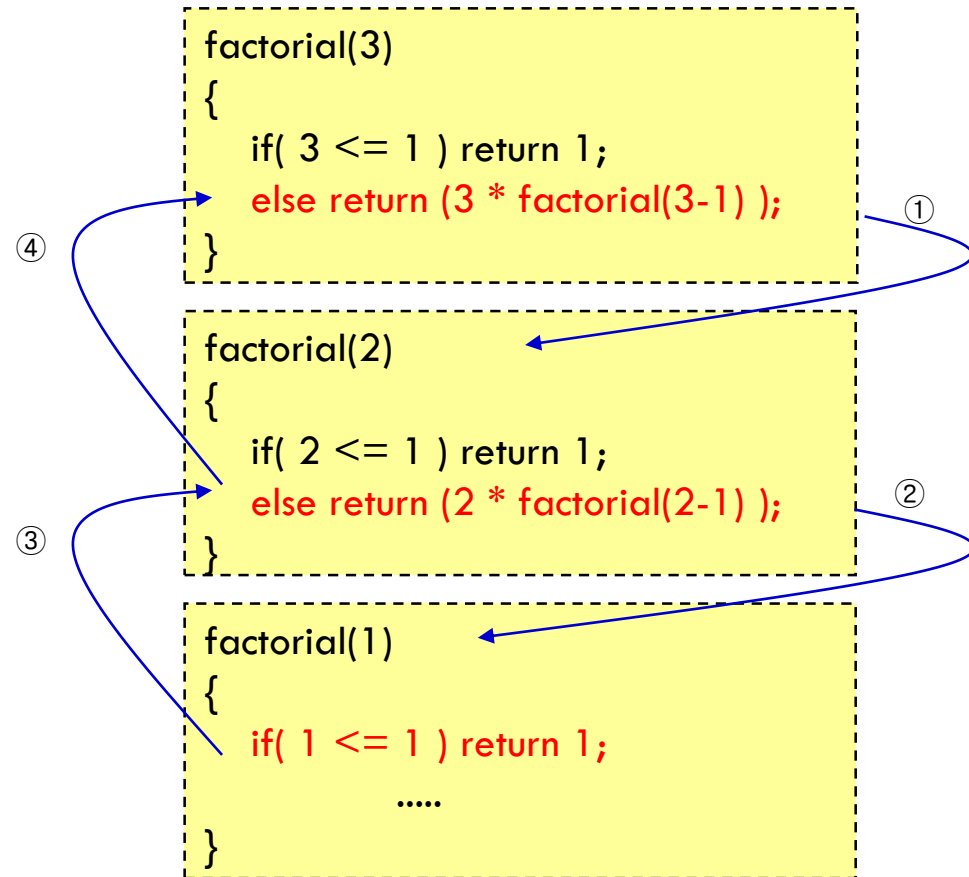 factorial(3)
{
if( 3 <= 1 ) return 1;
else return (3 * factorial(3-1) );
}
①
④
factorial(2)
{
if( 2 <= 1 ) return 1;
else return (2 * factorial(2-1) );
}
②
③
factorial(1)
{
if( 1 <= 1 ) return 1;
.....
}